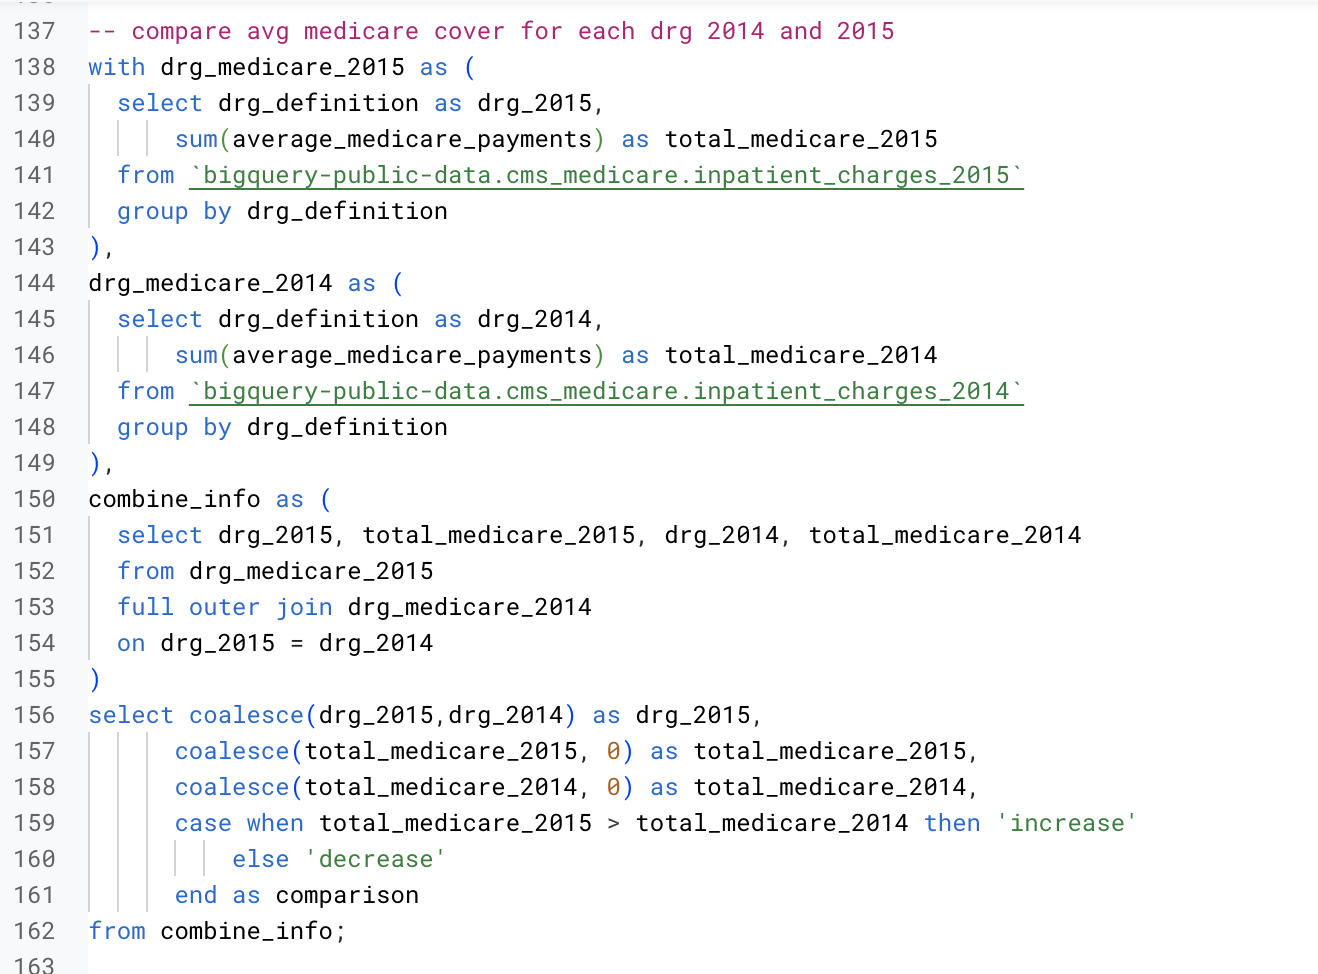 137 -- compare avg medicare cover for each drg 2014 and 2015
138 with drg_medicare_2015 as (
139 select drg_definition as drg_2015,
140 sum(average_medicare_payments) as total_medicare_2015
141 from `bigquery-public-data.cms_medicare.inpatient_charges_2015`
142 group by drg_definition
143 ),
144 drg_medicare_2014 as (
145 select drg_definition as drg_2014,
146 sum(average_medicare_payments) as total_medicare_2014
147 from `bigquery-public-data.cms_medicare.inpatient_charges_2014`
148 group by drg_definition
149 ),
150 combine_info as (
151 select drg_2015, total_medicare_2015, drg_2014, total_medicare_2014
152 from drg_medicare_2015
153 full outer join drg_medicare_2014
154 on drg_2015 = drg_2014
155 )
156 select coalesce(drg_2015,drg_2014) as drg_2015,
157 coalesce(total_medicare_2015, 0) as total_medicare_2015,
158 coalesce(total_medicare_2014, 0) as total_medicare_2014,
159 case when total_medicare_2015 > total_medicare_2014 then 'increase'
160 else 'decrease'
161 end as comparison
162 from combine_info;
163